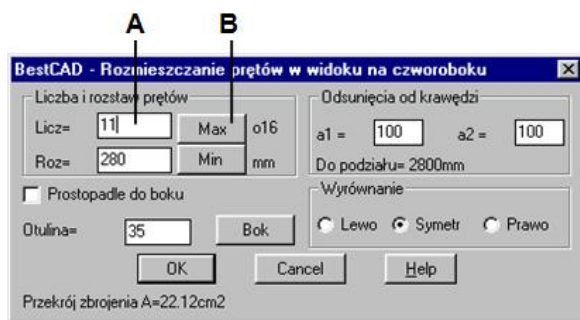 A B
BestCAD - Rozmieszczanie prętów w widoku na czworoboku
Liczba i rozstaw prętów
Licz= 11 Max o16
Roz= 280 Min mm
Odsunięcia od krawędzi
a1 = 100 a2 = 100
Do podziału= 2800mm
Prostopadle do boku
Otulina= 35 Bok
Wyrównanie
Lewo Symetr Prawo
OK Cancel Help
Przekrój zbrojenia A=22.12cm2